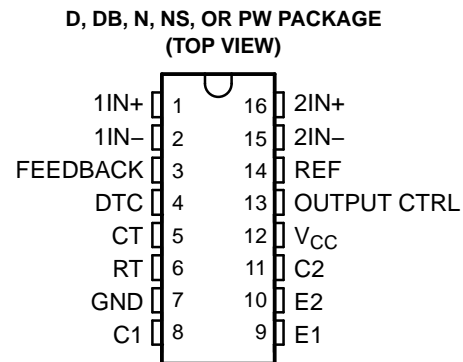 D, DB, N, NS, OR PW PACKAGE
(TOP VIEW)
1IN+ 1 16 2IN+
1IN− 2 15 2IN−
FEEDBACK 3 14 REF
DTC 4 13 OUTPUT CTRL
CT 5 12 VCC
RT 6 11 C2
GND 7 10 E2
C1 8 9 E1